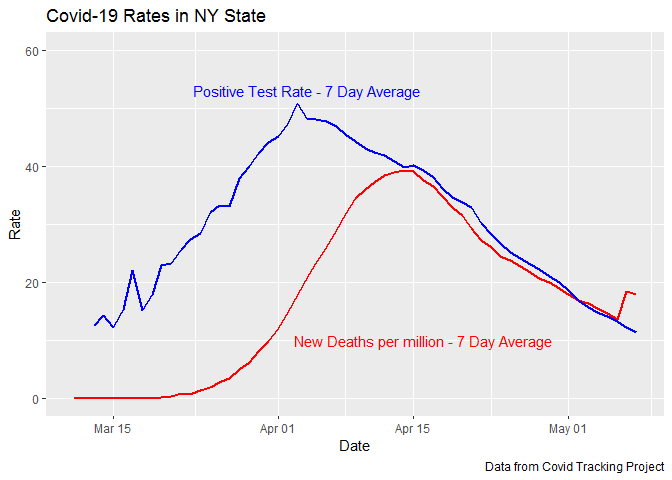 Covid-19 Rates in NY State
60
Positive Test Rate - 7 Day Average
40
Rate
20
New Deaths per million - 7 Day Average
0
Mar 15 Apr 01 Apr 15 May 01
Date
Data from Covid Tracking Project